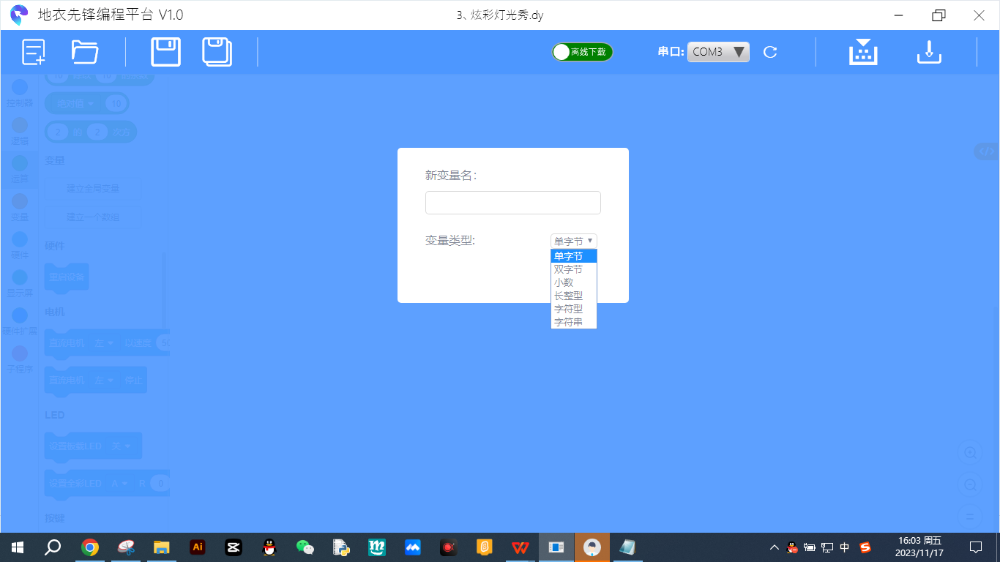 地衣先锋编程平台 V1.0
3、炫彩灯光秀.dy
离线下载
串口:
COM3
控制器
逻辑
运算
变量
硬件
显示屏
硬件扩展
子程序
绝对值 10
2 的 2 次方
变量
建立全局变量
建立一个数组
硬件
重启设备
电机
直流电机 左 以速度 50
直流电机 左 停止
LED
设置板载LED 关
设置全彩LED A R 0
按键
新变量名:
变量类型:
单字节
单字节
双字节
小数
长整型
字符型
字符串
Ai
中
16:03 周五
2023/11/17